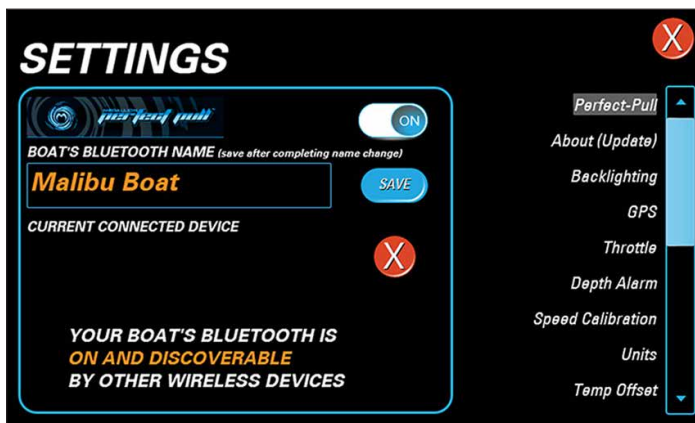 SETTINGS
X
perfect pull
ON
BOAT'S BLUETOOTH NAME (save after completing name change)
Malibu Boat
SAVE
CURRENT CONNECTED DEVICE
X
YOUR BOAT'S BLUETOOTH IS
ON AND DISCOVERABLE
BY OTHER WIRELESS DEVICES
Perfect-Pull
About (Update)
Backlighting
GPS
Throttle
Depth Alarm
Speed Calibration
Units
Temp Offset